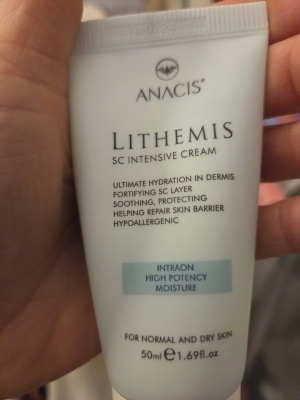 ANACIS®
LITHEMIS
SC INTENSIVE CREAM
ULTIMATE HYDRATION IN DERMIS
FORTIFYING SC LAYER
SOOTHING, PROTECTING
HELPING REPAIR SKIN BARRIER
HYPOALLERGENIC
INTRAON
HIGH POTENCY
MOISTURE
FOR NORMAL AND DRY SKIN
50ml e 1.69fl.oz